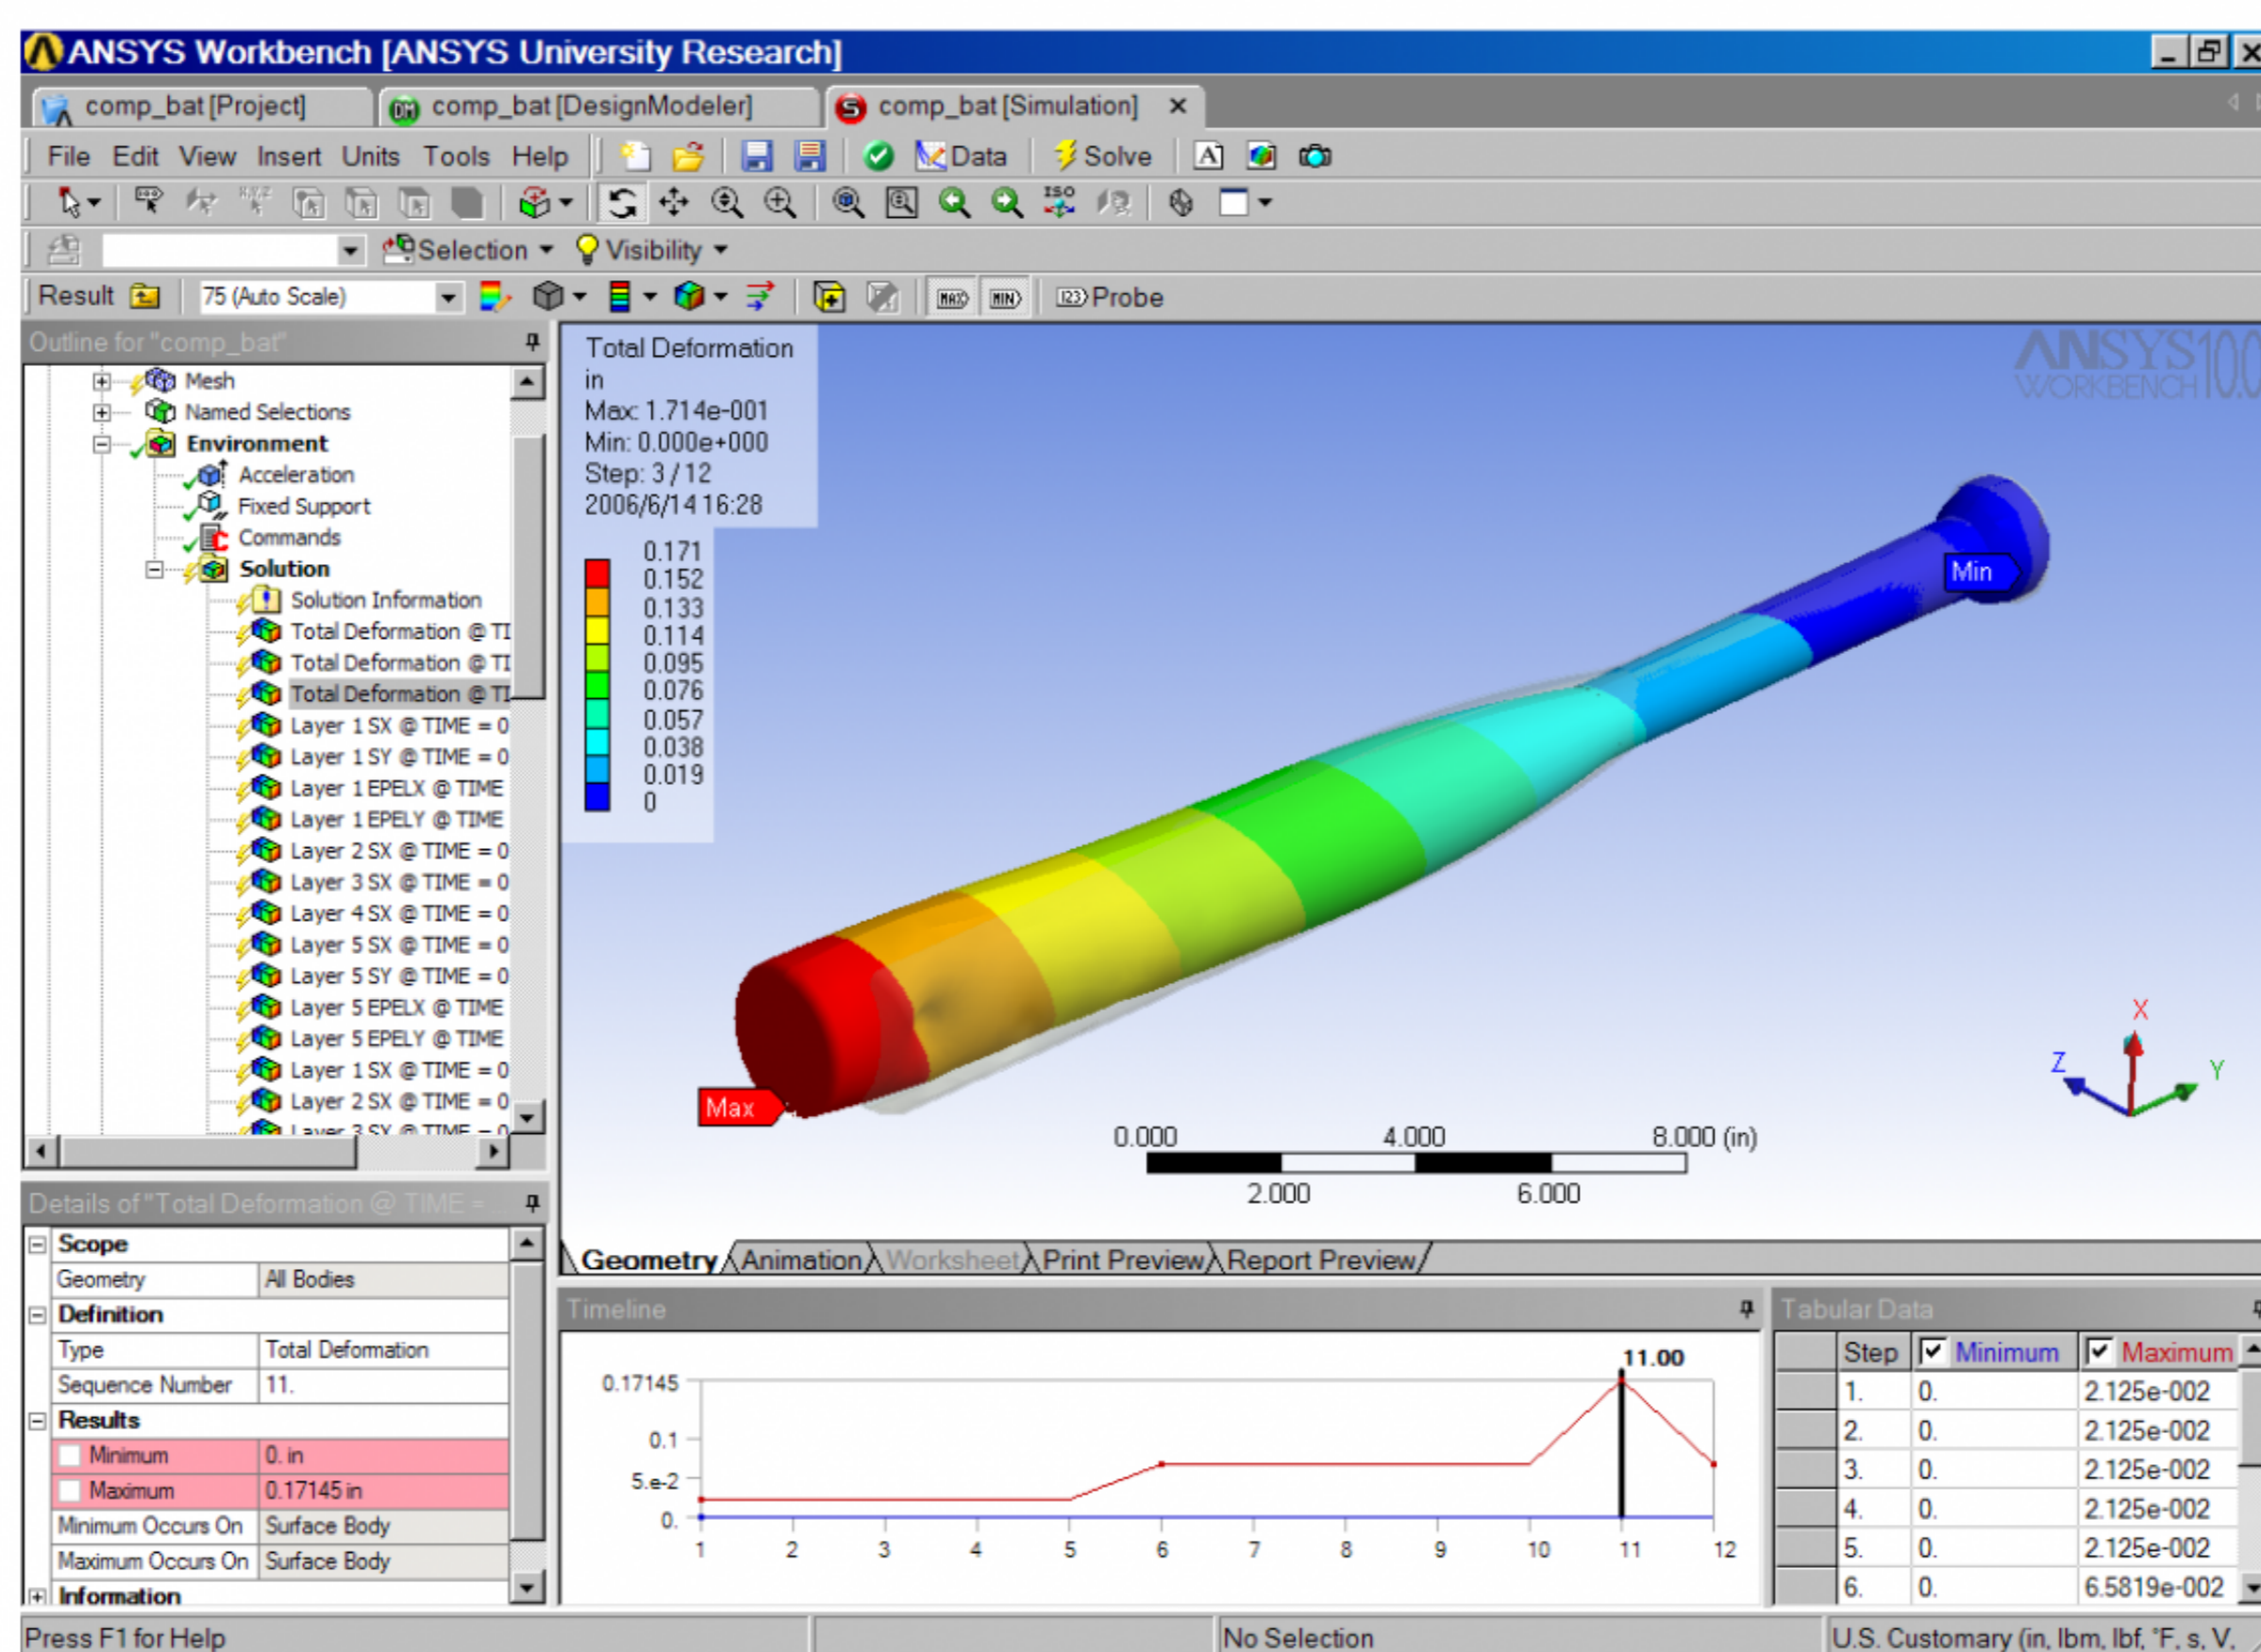 ANSYS Workbench [ANSYS University Research]
comp_bat [Project]
DM comp_bat [DesignModeler]
S comp_bat [Simulation]
File Edit View Insert Units Tools Help Data Solve A
ISO
Selection Visibility
Result 75 (Auto Scale) MAX MIN 123 Probe
Outline for "comp_bat"
Mesh
Named Selections
Environment
Acceleration
Fixed Support
Commands
Solution
Solution Information
Total Deformation @ TI
Total Deformation @ TI
Total Deformation @ TI
Layer 1 SX @ TIME = 0
Layer 1 SY @ TIME = 0
Layer 1 EPELX @ TIME
Layer 1 EPELY @ TIME
Layer 2 SX @ TIME = 0
Layer 3 SX @ TIME = 0
Layer 4 SX @ TIME = 0
Layer 5 SX @ TIME = 0
Layer 5 SY @ TIME = 0
Layer 5 EPELX @ TIME
Layer 5 EPELY @ TIME
Layer 1 SX @ TIME = 0
Layer 2 SX @ TIME = 0
Layer 3 SX @ TIME = 0
Total Deformation
in
Max: 1.714e-001
Min: 0.000e+000
Step: 3 / 12
2006/6/14 16:28
0.171
0.152
0.133
0.114
0.095
0.076
0.057
0.038
0.019
0
ANSYS 10.0
WORKBENCH
Min
Max
0.000 4.000 8.000 (in)
2.000 6.000
X
Y
Z
Details of "Total Deformation @ TIME = ...
Scope
Geometry All Bodies
Definition
Type Total Deformation
Sequence Number 11.
Results
Minimum 0. in
Maximum 0.17145 in
Minimum Occurs On Surface Body
Maximum Occurs On Surface Body
Information
Geometry Animation Worksheet Print Preview Report Preview
Timeline
11.00
0.17145
0.1
5.e-2
0.
1 2 3 4 5 6 7 8 9 10 11 12
Tabular Data
Step Minimum Maximum
1. 0. 2.125e-002
2. 0. 2.125e-002
3. 0. 2.125e-002
4. 0. 2.125e-002
5. 0. 2.125e-002
6. 0. 6.5819e-002
Press F1 for Help
No Selection
U.S. Customary (in, lbm, lbf, °F, s, V,